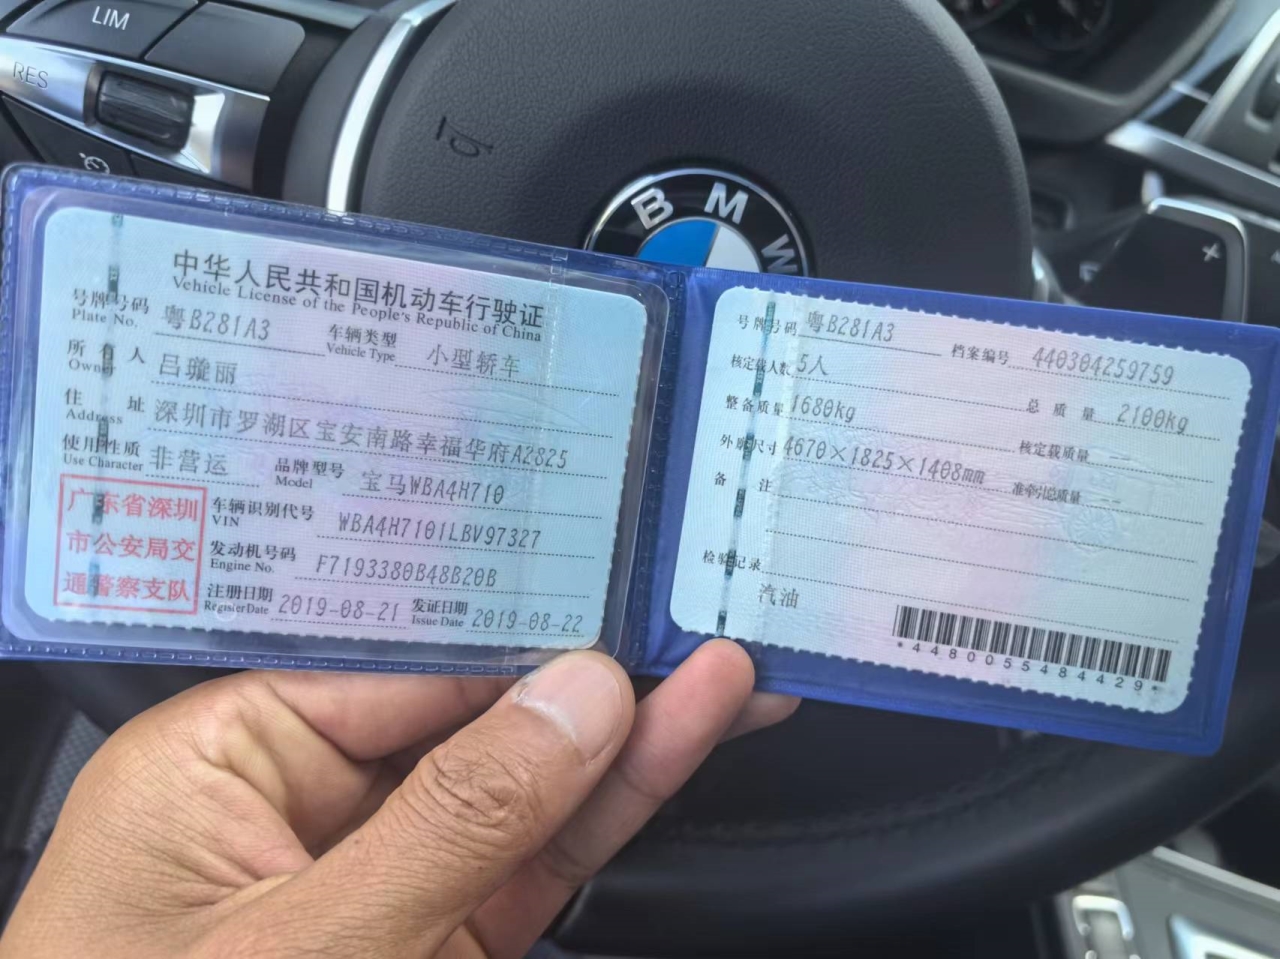 LIM
RES
B M W
中华人民共和国机动车行驶证
Vehicle License of the People's Republic of China
号牌号码 粤B281A3 车辆类型 小型轿车
Plate No. Vehicle Type
所有人 吕璇丽
Owner
住址 深圳市罗湖区宝安南路幸福华府A2825
Address
使用性质 非营运 品牌型号 宝马WBA4H710
Use Character Model
广东省深圳
市公安局交
通警察支队
车辆识别代号 WBA4H7101LBV97327
VIN
发动机号码 F7193380B48B20B
Engine No.
注册日期 2019-08-21 发证日期 2019-08-22
Register Date Issue Date
号牌号码 粤B281A3 档案编号 440304259759
核定载人数 5人 总质量 2100kg
整备质量 1680kg 核定载质量 --
外廓尺寸 4670×1825×1408mm 准牵引总质量 --
备注
检验记录
汽油
*4480055484429*